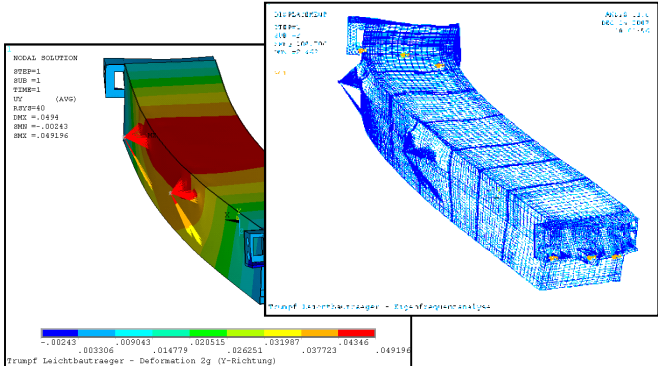 1
NODAL SOLUTION
STEP=1
SUB =1
TIME=1
UY (AVG)
RSYS=40
DMX =.0494
SMN =-.00243
SMX =.049196
-.00243 .009043 .020515 .031987 .04346
.003306 .014779 .026251 .037723 .049196
Trumpf Leichtbautraeger - Deformation 2g (Y-Richtung)
DISPLACEMENT
STEP=1
Trumpf Leichtbautraeger - Eigenfrequenzanalyse